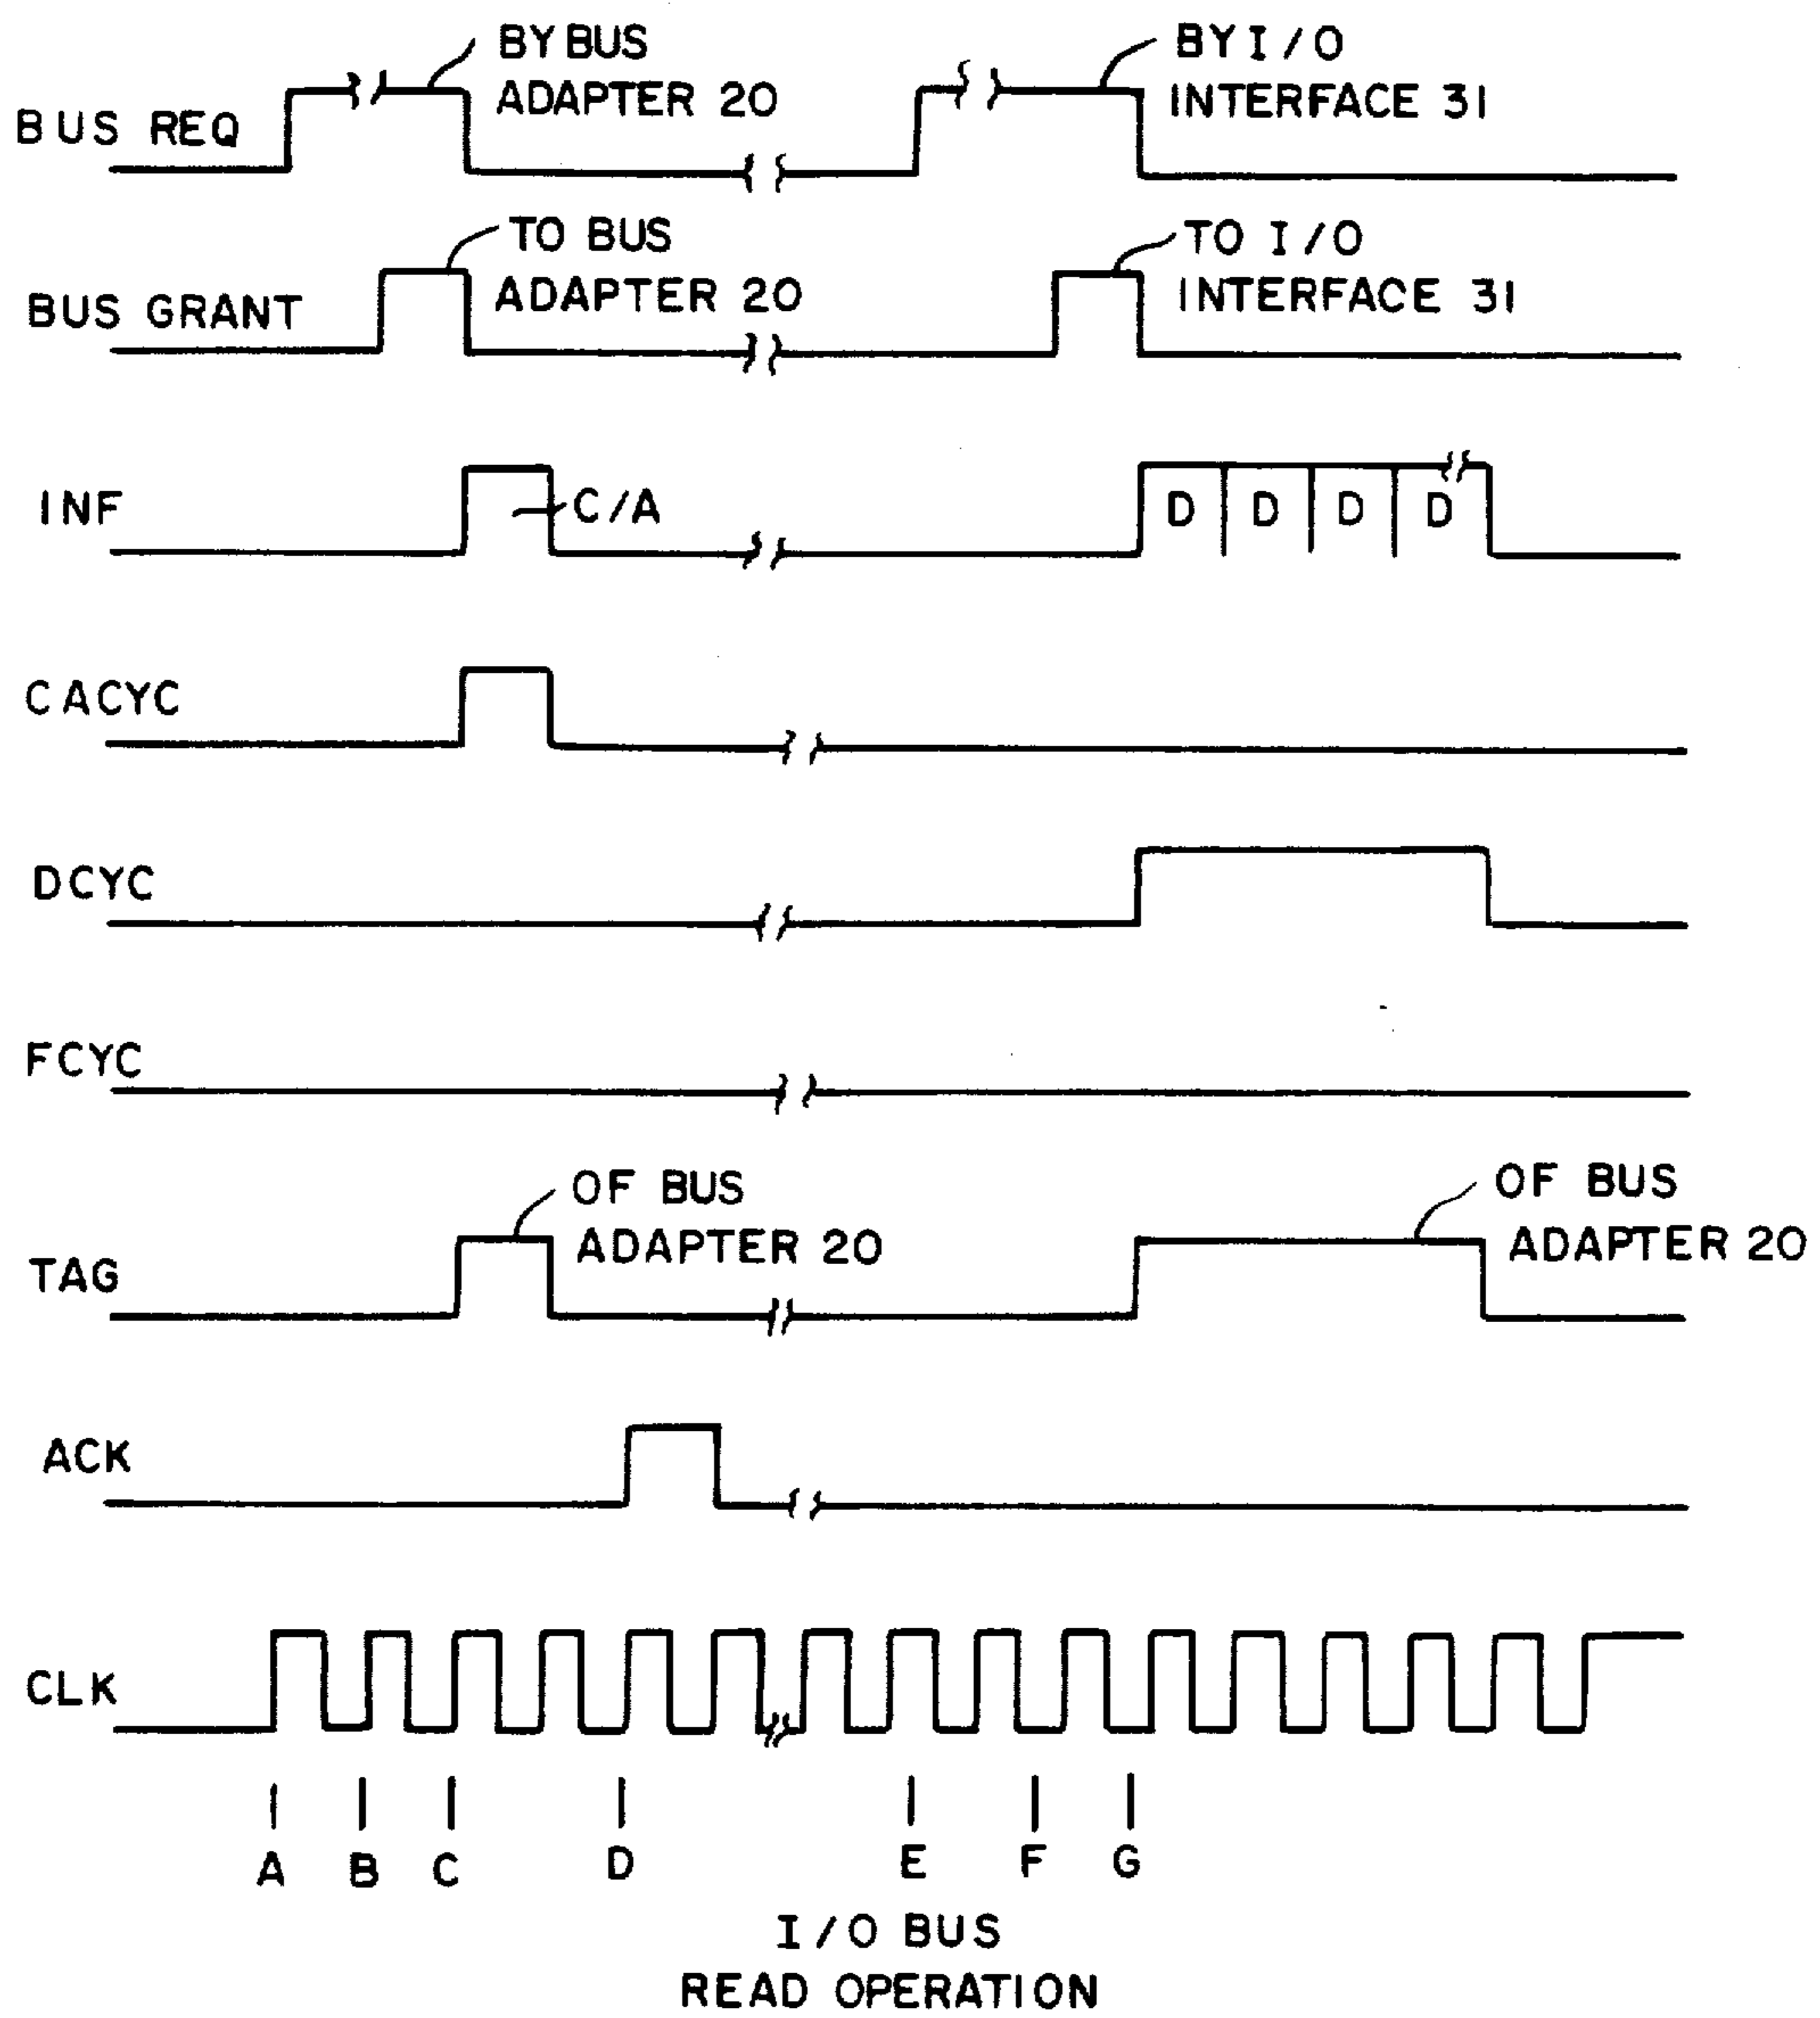 BY BUS
ADAPTER 20
BY I/O
INTERFACE 31
BUS REQ
TO BUS
ADAPTER 20
TO I/O
INTERFACE 31
BUS GRANT
INF
C/A
D D D D
CACYC
DCYC
FCYC
OF BUS
ADAPTER 20
OF BUS
ADAPTER 20
TAG
ACK
CLK
A B C D E F G
I/O BUS
READ OPERATION